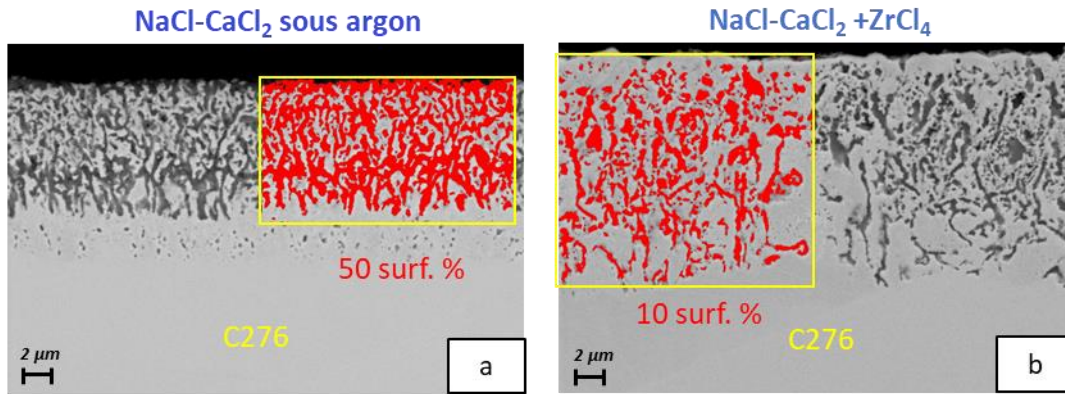 NaCl-CaCl₂ sous argon
50 surf. %
C276
2 µm
a
NaCl-CaCl₂ +ZrCl₄
10 surf. %
C276
2 µm
b